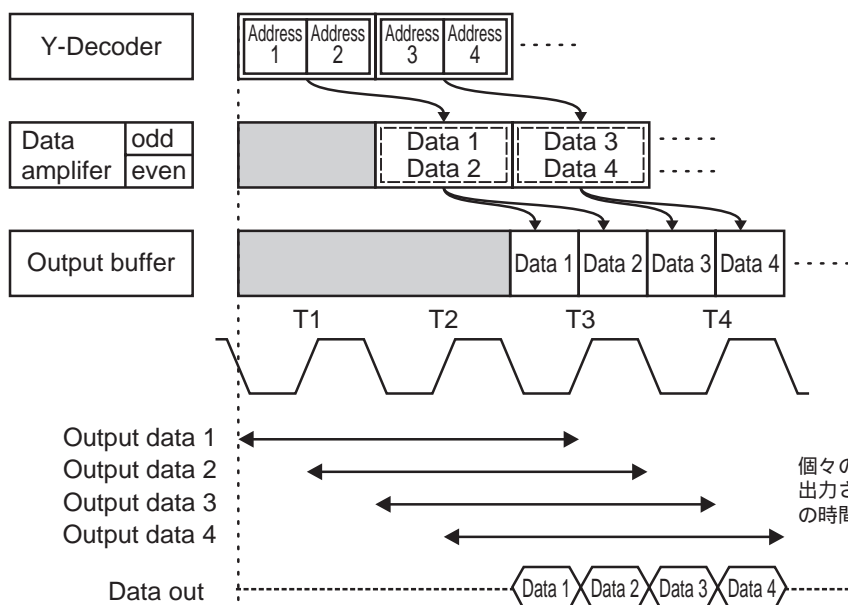 Y-Decoder
Address 1
Address 2
Address 3
Address 4
Data amplifer
odd
even
Data 1
Data 2
Data 3
Data 4
Output buffer
Data 1
Data 2
Data 3
Data 4
T1
T2
T3
T4
Output data 1
Output data 2
Output data 3
Output data 4
個々の
出力さ
の時間
Data out
Data 1
Data 2
Data 3
Data 4